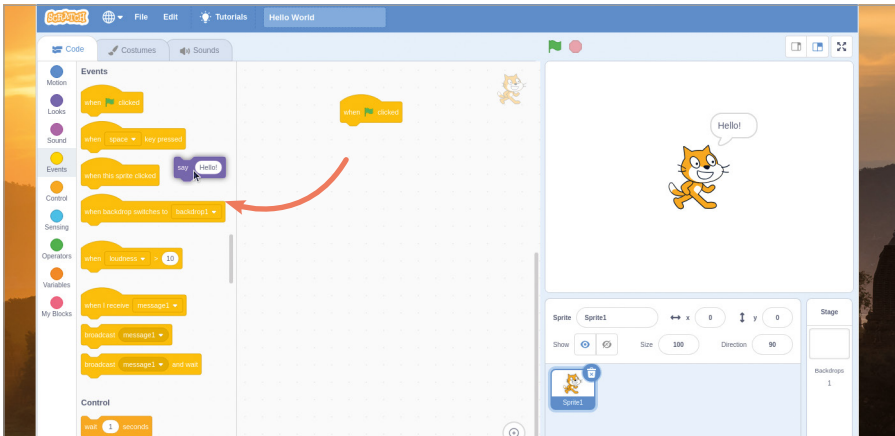 SCRATCH File Edit Tutorials Hello World
Code Costumes Sounds
Motion
Looks
Sound
Events
Control
Sensing
Operators
Variables
My Blocks
Events
when clicked
when space key pressed
when this sprite clicked
say Hello!
when backdrop switches to backdrop1
when loudness > 10
when I receive message1
broadcast message1
broadcast message1 and wait
Control
wait 1 seconds
when clicked
Hello!
Sprite Sprite1 x 0 y 0
Show Size 100 Direction 90
Sprite1
Stage
Backdrops
1